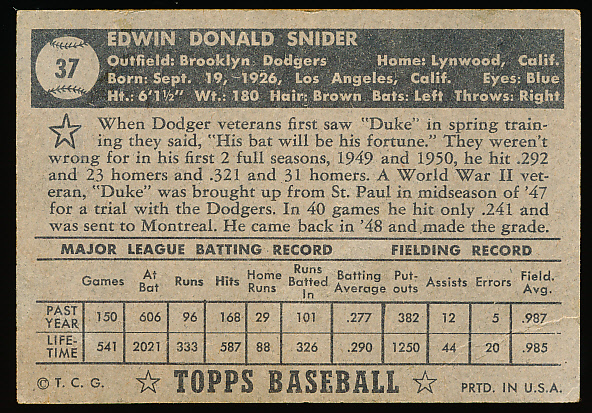 37
EDWIN DONALD SNIDER
Outfield: Brooklyn Dodgers Home: Lynwood, Calif.
Born: Sept. 19, 1926, Los Angeles, Calif. Eyes: Blue
Ht.: 6'1½" Wt.: 180 Hair: Brown Bats: Left Throws: Right
When Dodger veterans first saw "Duke" in spring train-
ing they said, "His bat will be his fortune." They weren't
wrong for in his first 2 full seasons, 1949 and 1950, he hit .292
and 23 homers and .321 and 31 homers. A World War II vet-
eran, "Duke" was brought up from St. Paul in midseason of '47
for a trial with the Dodgers. In 40 games he hit only .241 and
was sent to Montreal. He came back in '48 and made the grade.
MAJOR LEAGUE BATTING RECORD FIELDING RECORD
Games At Bat Runs Hits Home Runs Runs Batted In Batting Average Put-outs Assists Errors Field. Avg.
PAST YEAR 150 606 96 168 29 101 .277 382 12 5 .987
LIFE-TIME 541 2021 333 587 88 326 .290 1250 44 20 .985
© T. C. G. ☆ TOPPS BASEBALL ☆ PRTD. IN U.S.A.